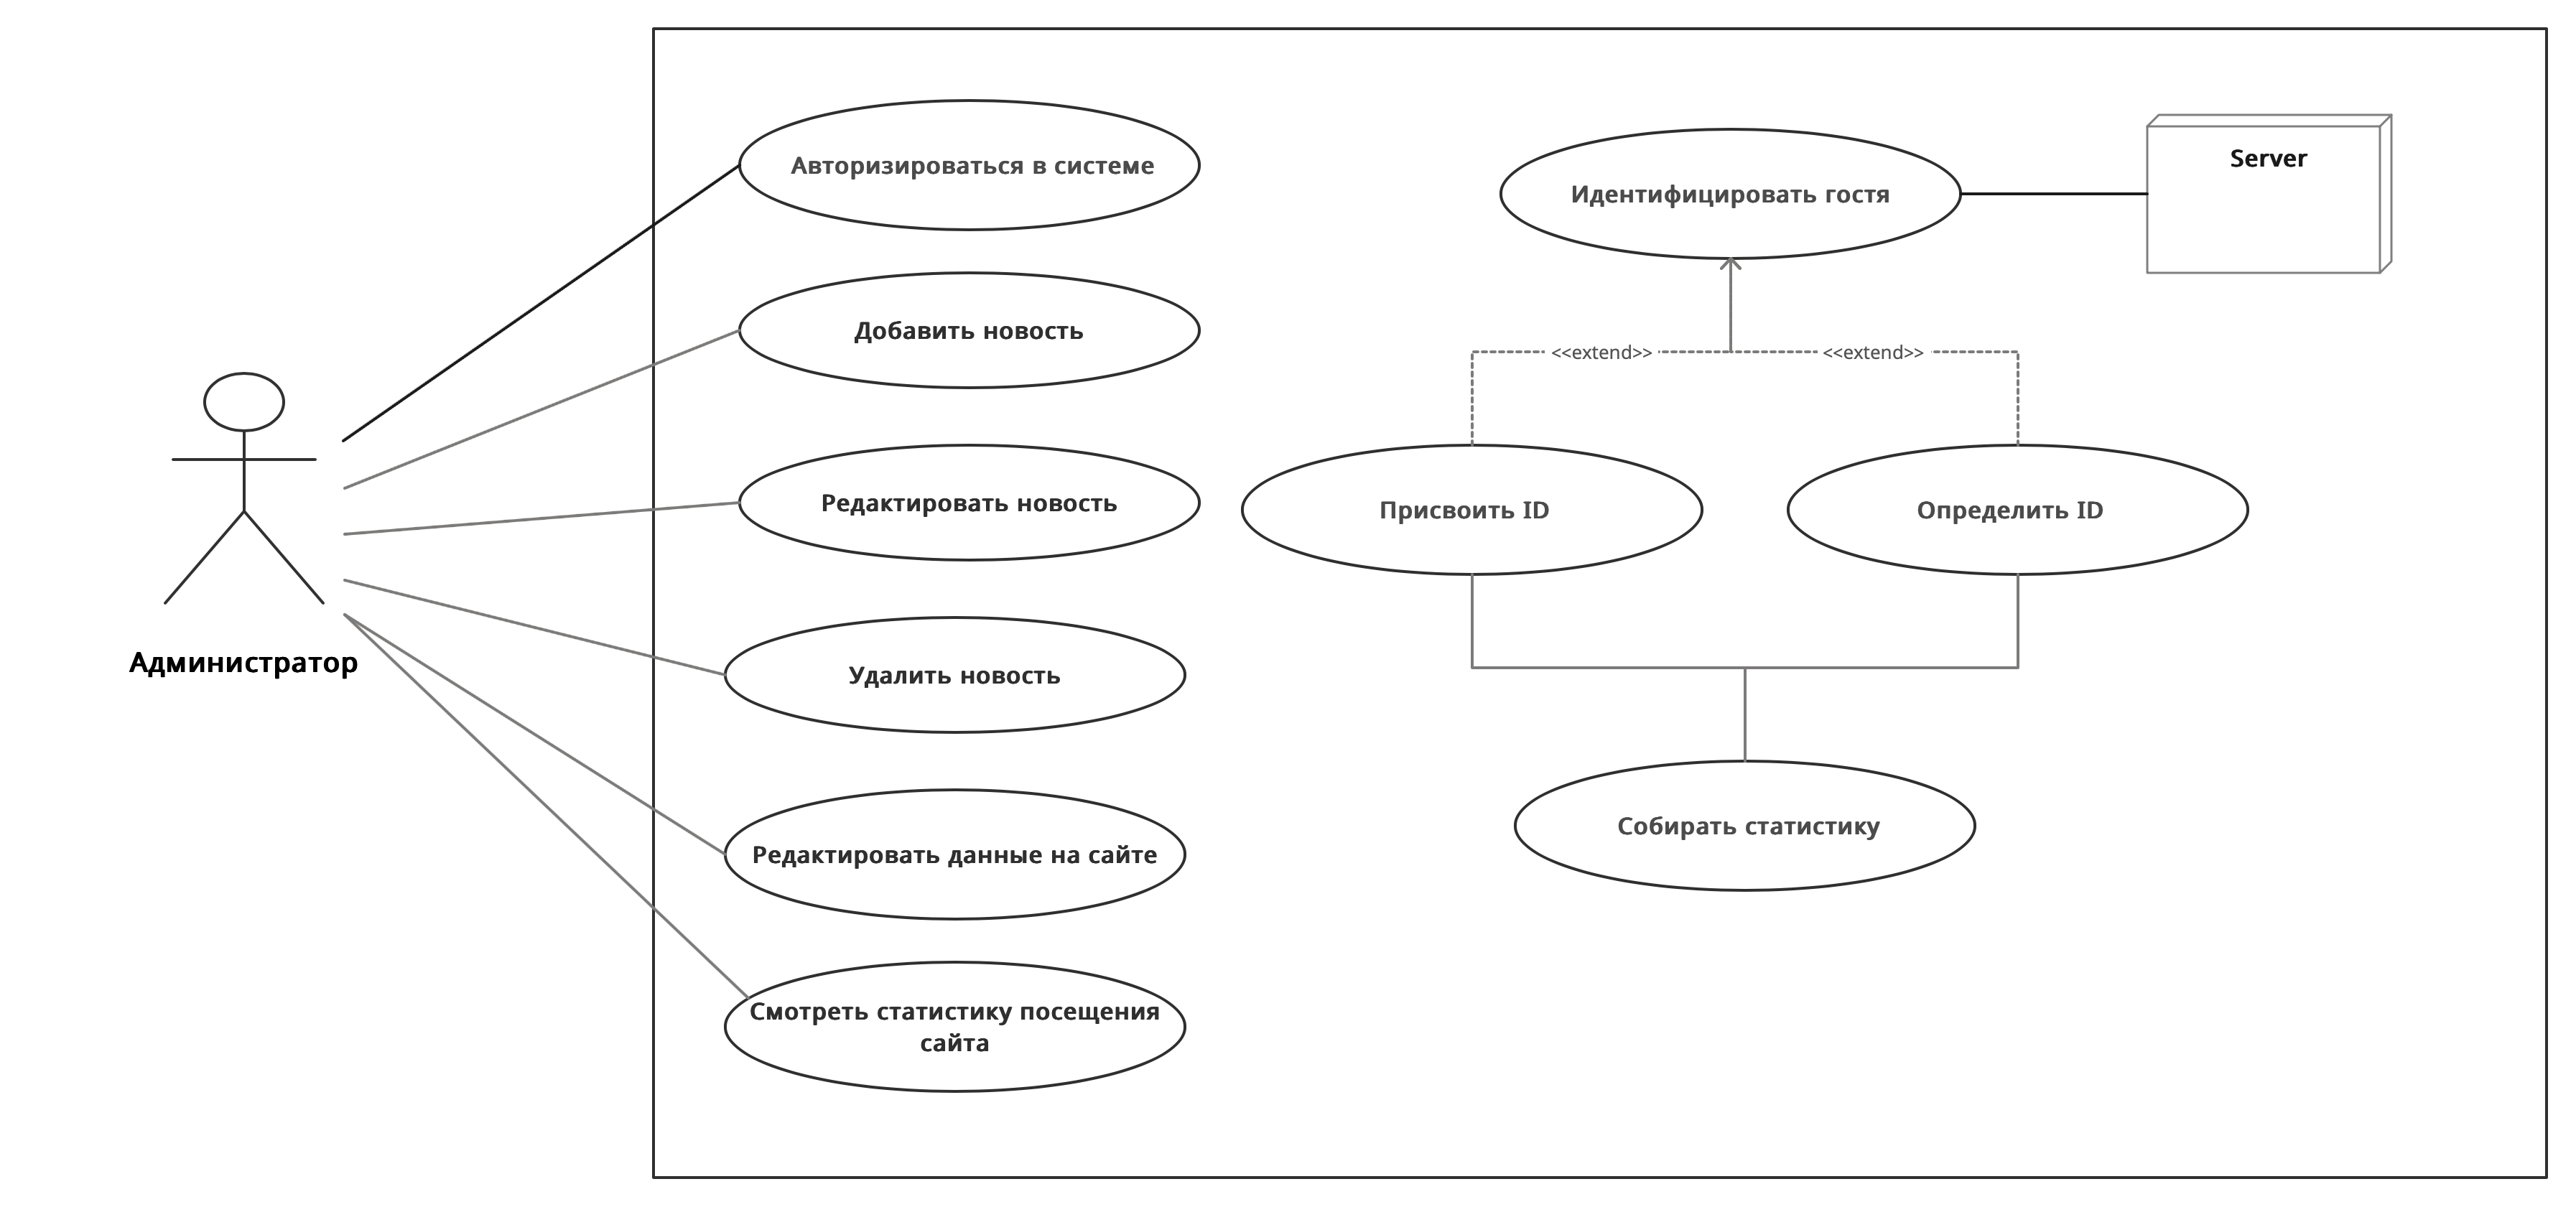 Авторизироваться в системе
Добавить новость
Редактировать новость
Удалить новость
Редактировать данные на сайте
Смотреть статистику посещения
сайта
Администратор
Идентифицировать гостя
Server
<<extend>>
<<extend>>
Присвоить ID
Определить ID
Собирать статистику